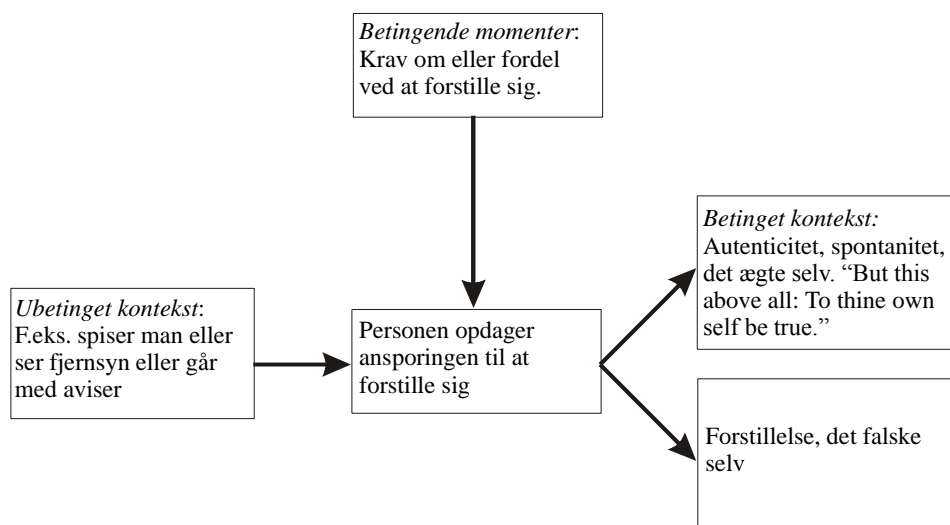 Betingende momenter:
Krav om eller fordel
ved at forstille sig.
Ubetinget kontekst:
F.eks. spiser man eller
ser fjernsyn eller går
med aviser
Personen opdager
ansporingen til at
forstille sig
Betinget kontekst:
Autenticitet, spontanitet,
det ægte selv. “But this
above all: To thine own
self be true.”
Forstillelse, det falske
selv